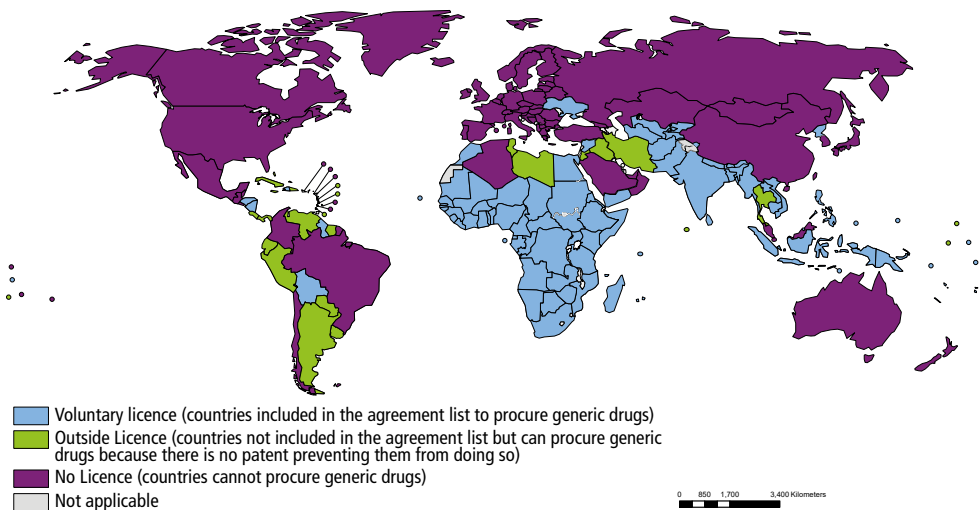 Voluntary licence (countries included in the agreement list to procure generic drugs)
Outside Licence (countries not included in the agreement list but can procure generic
drugs because there is no patent preventing them from doing so)
No Licence (countries cannot procure generic drugs)
Not applicable
0 850 1,700 3,400 Kilometers